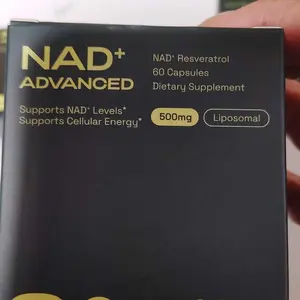 NAD⁺
ADVANCED
NAD⁺ Resveratrol
60 Capsules
Dietary Supplement
Supports NAD⁺ Levels*
Supports Cellular Energy*
500mg
Liposomal